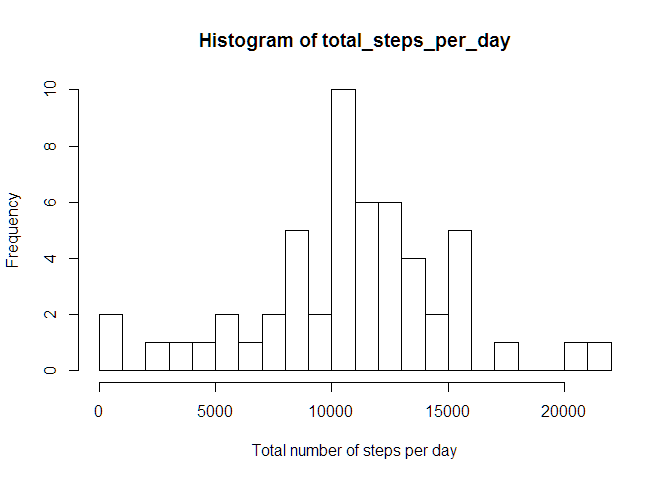 Histogram of total_steps_per_day
10
8
6
4
2
0
Frequency
0 5000 10000 15000 20000
Total number of steps per day